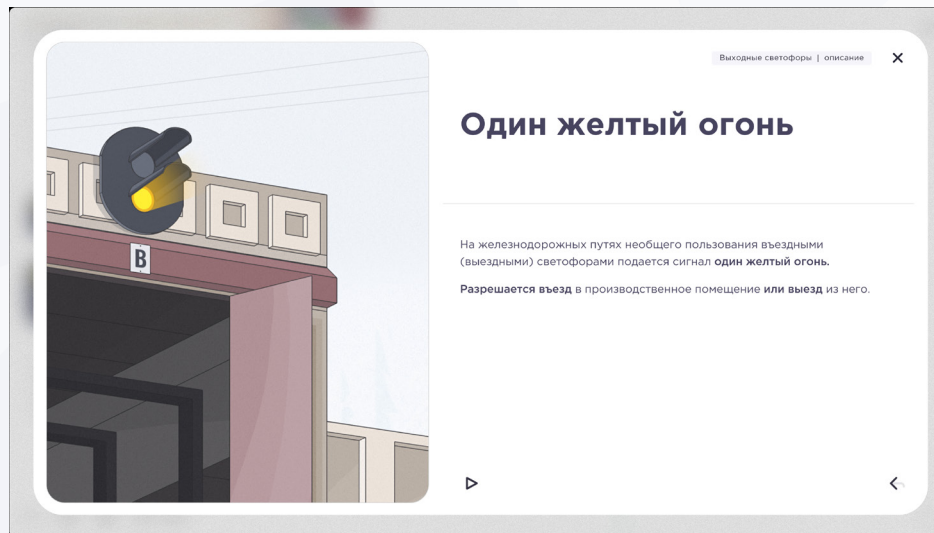 Выходные светофоры | описание
Один желтый огонь
На железнодорожных путях необщего пользования въездными
(выездными) светофорами подается сигнал один желтый огонь.
Разрешается въезд в производственное помещение или выезд из него.
В